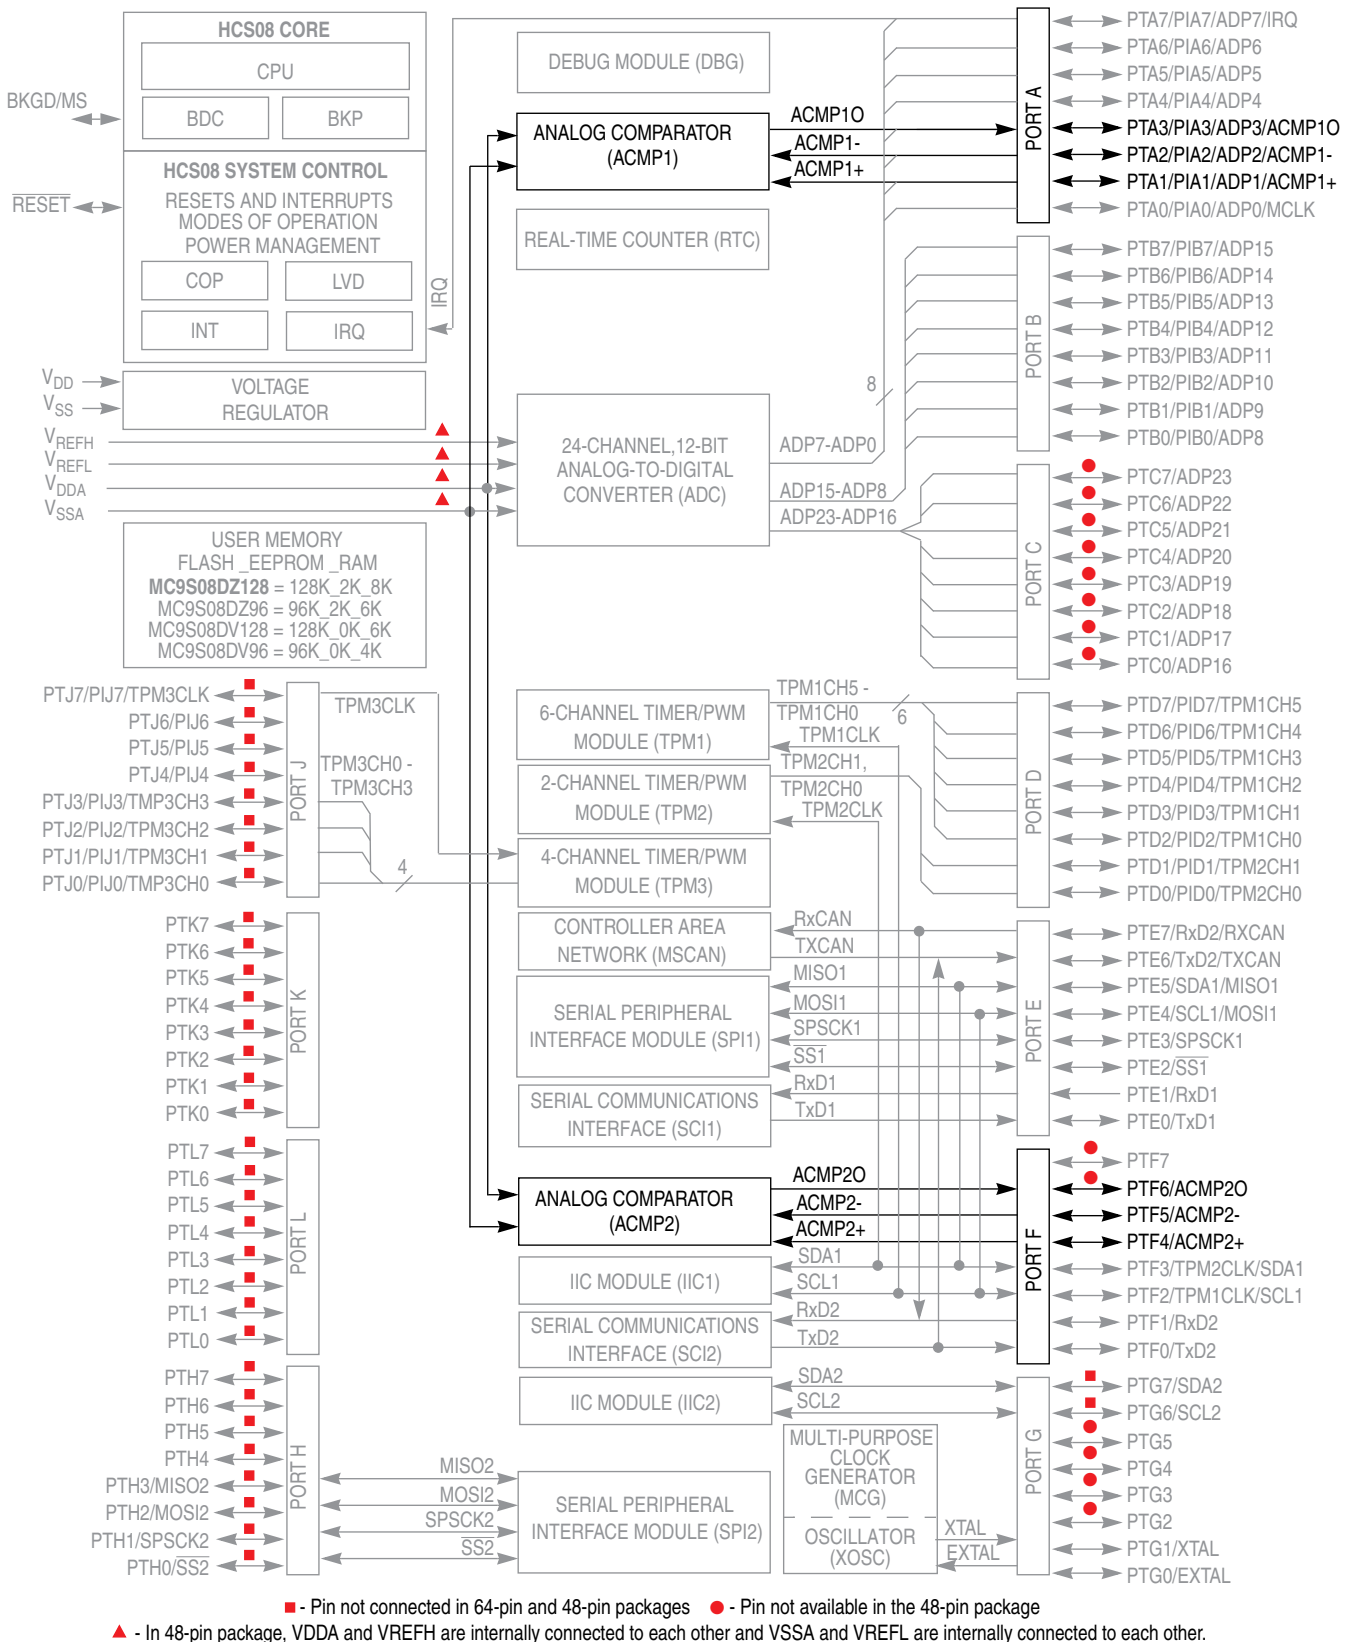 HCS08 CORE
CPU
BDC
BKP
BKGD/MS
HCS08 SYSTEM CONTROL
RESETS AND INTERRUPTS
MODES OF OPERATION
POWER MANAGEMENT
COP
LVD
INT
IRQ
RESET
IRQ
VOLTAGE
REGULATOR
VDD
VSS
VREFH
VREFL
VDDA
VSSA
USER MEMORY
FLASH _EEPROM _RAM
MC9S08DZ128 = 128K_2K_8K
MC9S08DZ96 = 96K_2K_6K
MC9S08DV128 = 128K_0K_6K
MC9S08DV96 = 96K_0K_4K
DEBUG MODULE (DBG)
ANALOG COMPARATOR
(ACMP1)
ACMP1O
ACMP1-
ACMP1+
REAL-TIME COUNTER (RTC)
24-CHANNEL,12-BIT
ANALOG-TO-DIGITAL
CONVERTER (ADC)
8
ADP7-ADP0
ADP15-ADP8
ADP23-ADP16
PORT A
PTA7/PIA7/ADP7/IRQ
PTA6/PIA6/ADP6
PTA5/PIA5/ADP5
PTA4/PIA4/ADP4
PTA3/PIA3/ADP3/ACMP1O
PTA2/PIA2/ADP2/ACMP1-
PTA1/PIA1/ADP1/ACMP1+
PTA0/PIA0/ADP0/MCLK
PORT B
PTB7/PIB7/ADP15
PTB6/PIB6/ADP14
PTB5/PIB5/ADP13
PTB4/PIB4/ADP12
PTB3/PIB3/ADP11
PTB2/PIB2/ADP10
PTB1/PIB1/ADP9
PTB0/PIB0/ADP8
PORT C
PTC7/ADP23
PTC6/ADP22
PTC5/ADP21
PTC4/ADP20
PTC3/ADP19
PTC2/ADP18
PTC1/ADP17
PTC0/ADP16
PTJ7/PIJ7/TPM3CLK
PTJ6/PIJ6
PTJ5/PIJ5
PTJ4/PIJ4
PTJ3/PIJ3/TMP3CH3
PTJ2/PIJ2/TPM3CH2
PTJ1/PIJ1/TPM3CH1
PTJ0/PIJ0/TMP3CH0
PORT J
TPM3CLK
TPM3CH0 -
TPM3CH3
4
6-CHANNEL TIMER/PWM
MODULE (TPM1)
TPM1CH5 -
TPM1CH0
6
TPM1CLK
2-CHANNEL TIMER/PWM
MODULE (TPM2)
TPM2CH1,
TPM2CH0
TPM2CLK
4-CHANNEL TIMER/PWM
MODULE (TPM3)
PORT D
PTD7/PID7/TPM1CH5
PTD6/PID6/TPM1CH4
PTD5/PID5/TPM1CH3
PTD4/PID4/TPM1CH2
PTD3/PID3/TPM1CH1
PTD2/PID2/TPM1CH0
PTD1/PID1/TPM2CH1
PTD0/PID0/TPM2CH0
PTK7
PTK6
PTK5
PTK4
PTK3
PTK2
PTK1
PTK0
PORT K
CONTROLLER AREA
NETWORK (MSCAN)
RxCAN
TXCAN
SERIAL PERIPHERAL
INTERFACE MODULE (SPI1)
MISO1
MOSI1
SPSCK1
SS1
SERIAL COMMUNICATIONS
INTERFACE (SCI1)
RxD1
TxD1
PORT E
PTE7/RxD2/RXCAN
PTE6/TxD2/TXCAN
PTE5/SDA1/MISO1
PTE4/SCL1/MOSI1
PTE3/SPSCK1
PTE2/SS1
PTE1/RxD1
PTE0/TxD1
PTL7
PTL6
PTL5
PTL4
PTL3
PTL2
PTL1
PTL0
PORT L
ANALOG COMPARATOR
(ACMP2)
ACMP2O
ACMP2-
ACMP2+
IIC MODULE (IIC1)
SDA1
SCL1
SERIAL COMMUNICATIONS
INTERFACE (SCI2)
RxD2
TxD2
PORT F
PTF7
PTF6/ACMP2O
PTF5/ACMP2-
PTF4/ACMP2+
PTF3/TPM2CLK/SDA1
PTF2/TPM1CLK/SCL1
PTF1/RxD2
PTF0/TxD2
PTH7
PTH6
PTH5
PTH4
PTH3/MISO2
PTH2/MOSI2
PTH1/SPSCK2
PTH0/SS2
PORT H
MISO2
MOSI2
SPSCK2
SS2
IIC MODULE (IIC2)
SDA2
SCL2
SERIAL PERIPHERAL
INTERFACE MODULE (SPI2)
MULTI-PURPOSE
CLOCK
GENERATOR
(MCG)
OSCILLATOR
(XOSC)
XTAL
EXTAL
PORT G
PTG7/SDA2
PTG6/SCL2
PTG5
PTG4
PTG3
PTG2
PTG1/XTAL
PTG0/EXTAL
- Pin not connected in 64-pin and 48-pin packages
- Pin not available in the 48-pin package
- In 48-pin package, VDDA and VREFH are internally connected to each other and VSSA and VREFL are internally connected to each other.